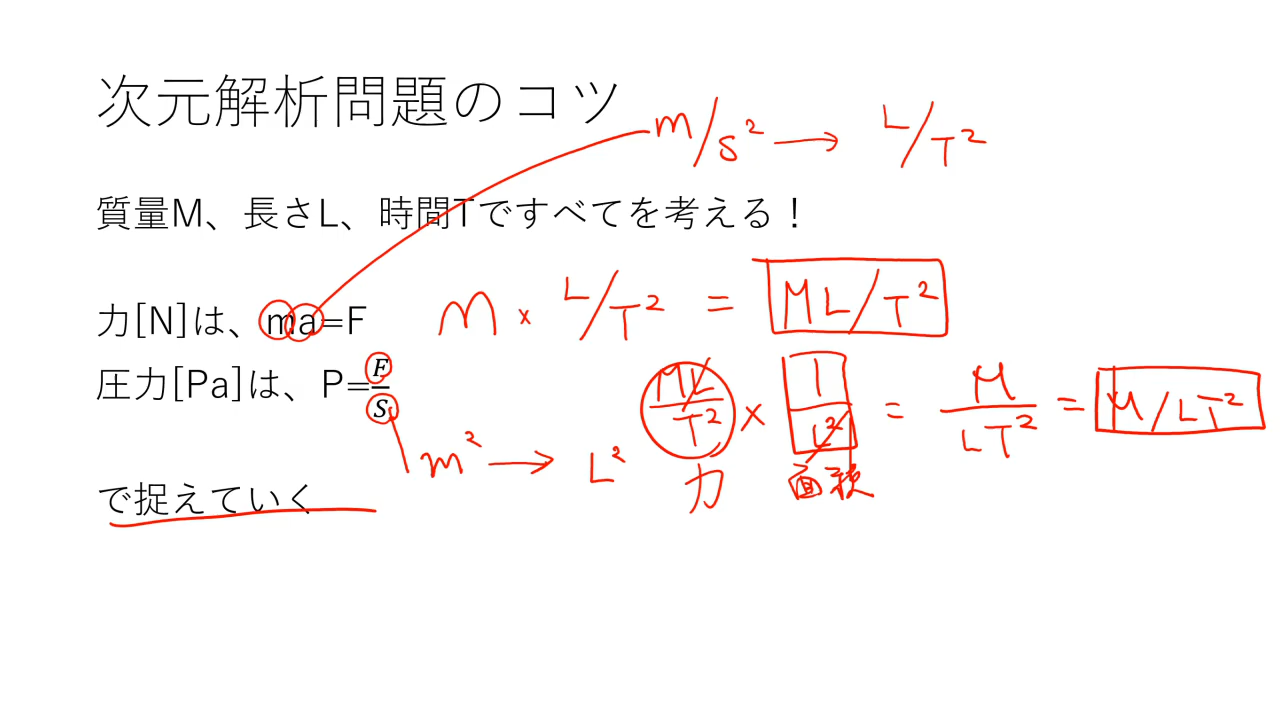 次元解析問題のコツ
m/s² → L/T²
質量M、長さL、時間Tですべてを考える！
力[N]は、ma=F
m × L/T² = ML/T²
圧力[Pa]は、P=F/S
ML/T² × 1/L² = M/LT² = M/LT²
m² → L²
力
面積
で捉えていく